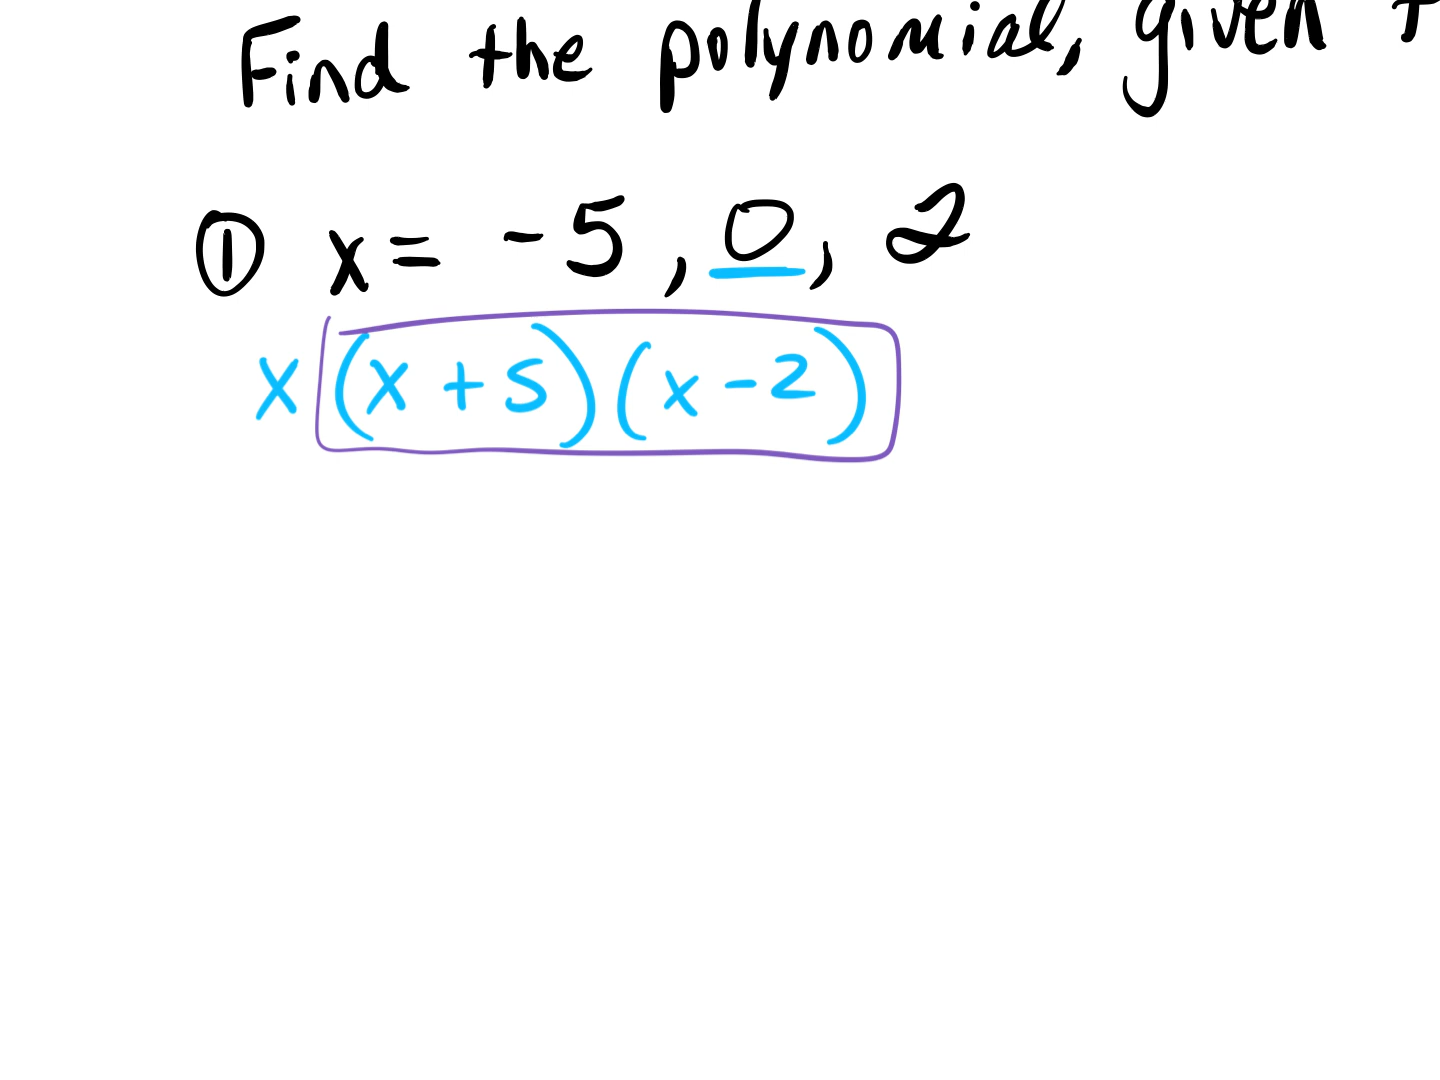 Find the polynomial, given
① x = -5, 0, 2
x(x + 5)(x - 2)